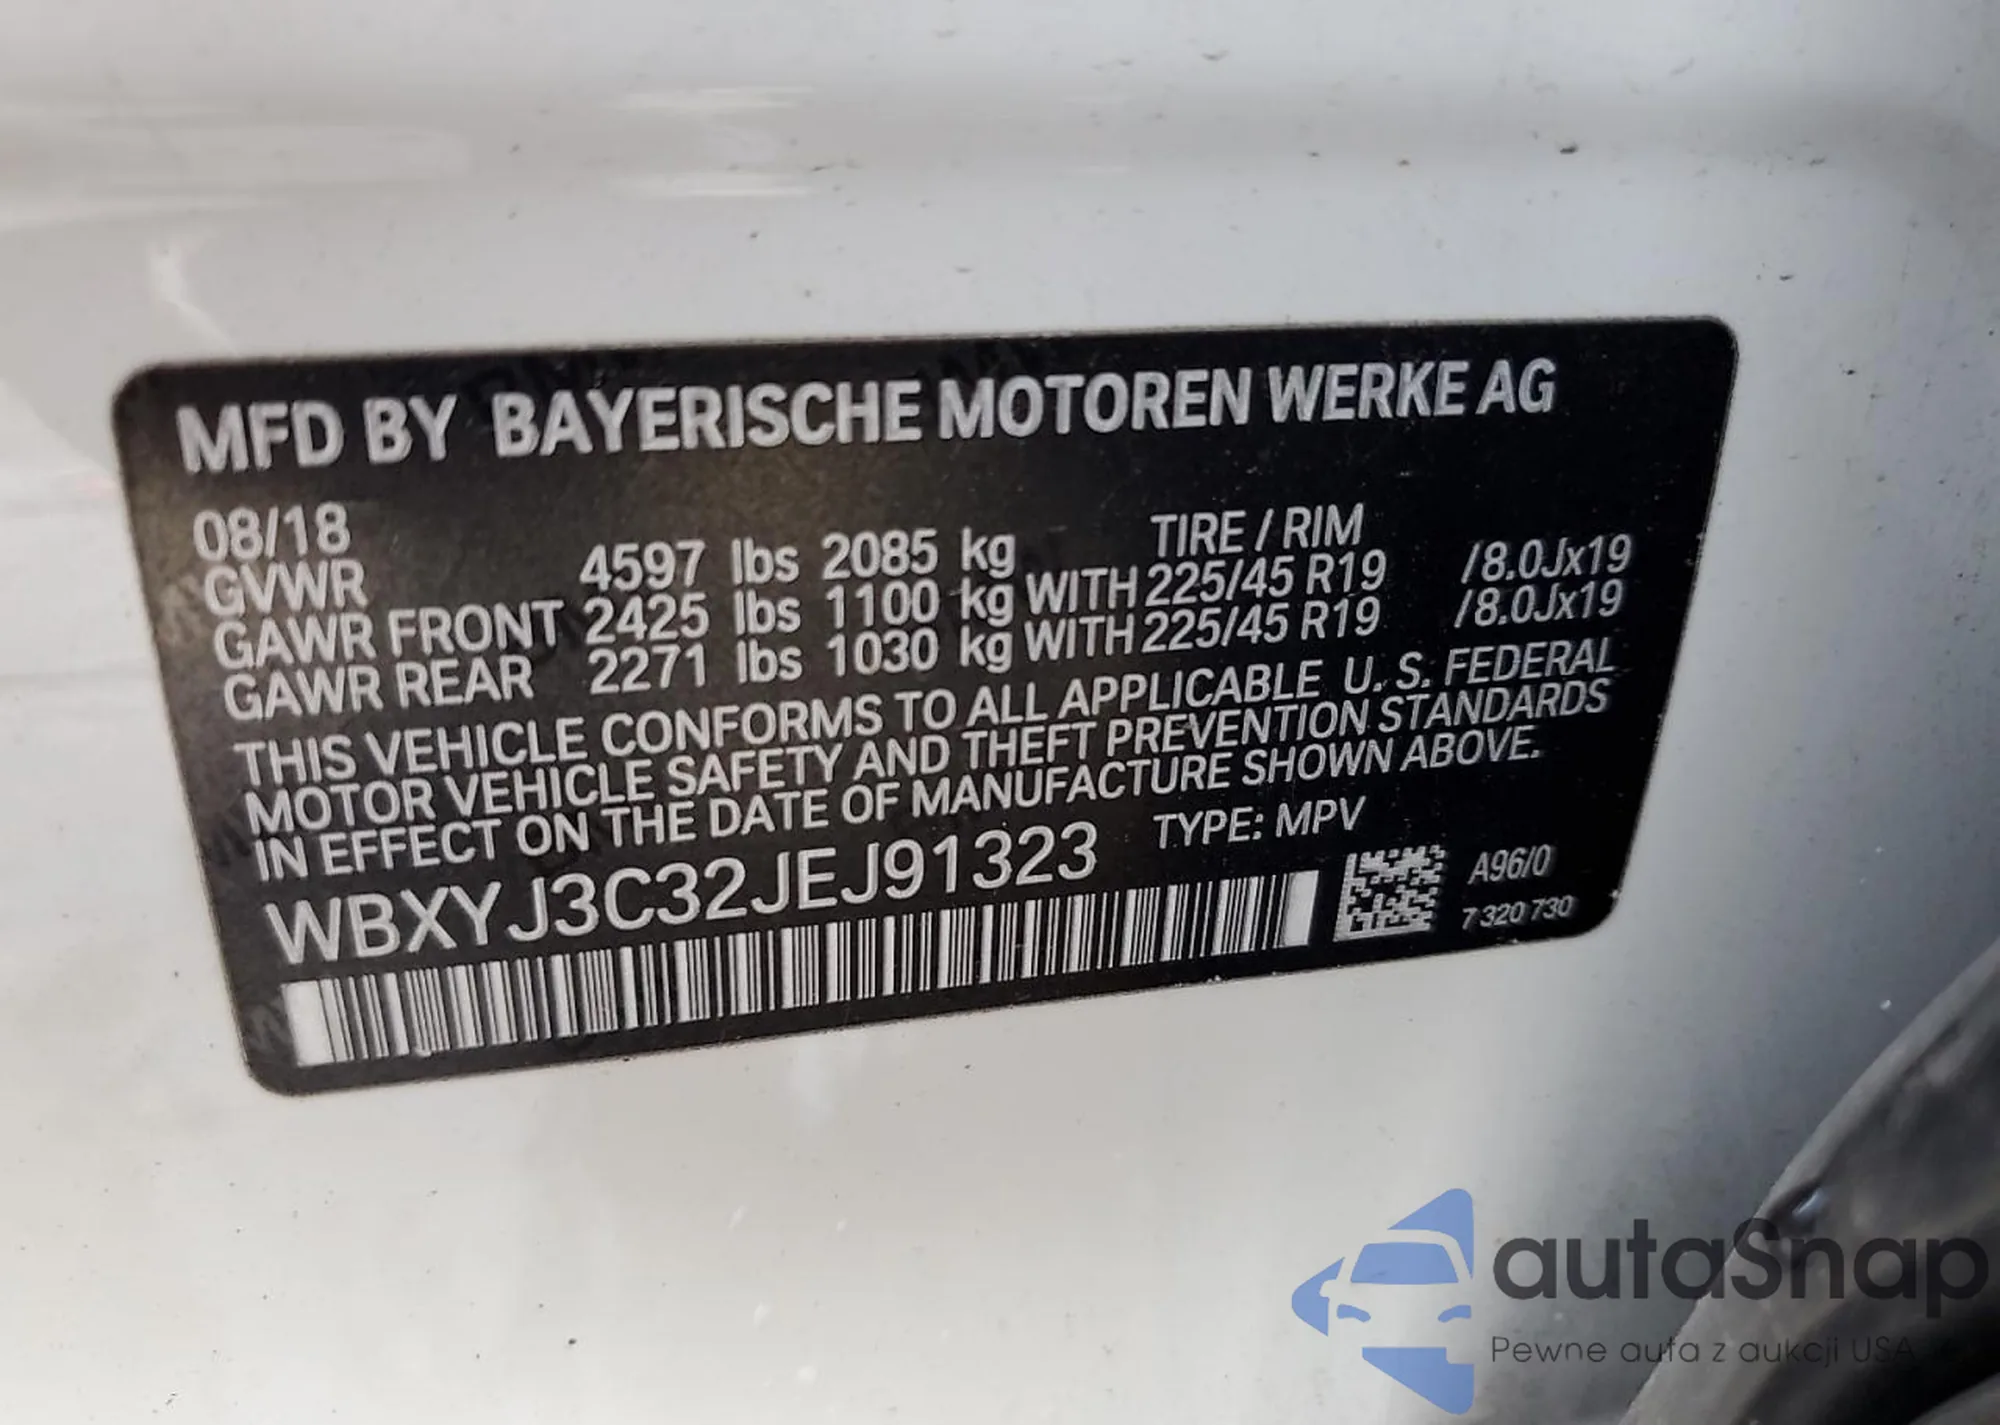 MFD BY BAYERISCHE MOTOREN WERKE AG
08/18 TIRE / RIM
GVWR 4597 lbs 2085 kg
GAWR FRONT 2425 lbs 1100 kg WITH 225/45 R19 /8.0Jx19
GAWR REAR 2271 lbs 1030 kg WITH 225/45 R19 /8.0Jx19
THIS VEHICLE CONFORMS TO ALL APPLICABLE U. S. FEDERAL
MOTOR VEHICLE SAFETY AND THEFT PREVENTION STANDARDS
IN EFFECT ON THE DATE OF MANUFACTURE SHOWN ABOVE.
WBXYJ3C32JEJ91323 TYPE: MPV
A96/0
7 320 730
autaSnap
Pewne auta z aukcji USA